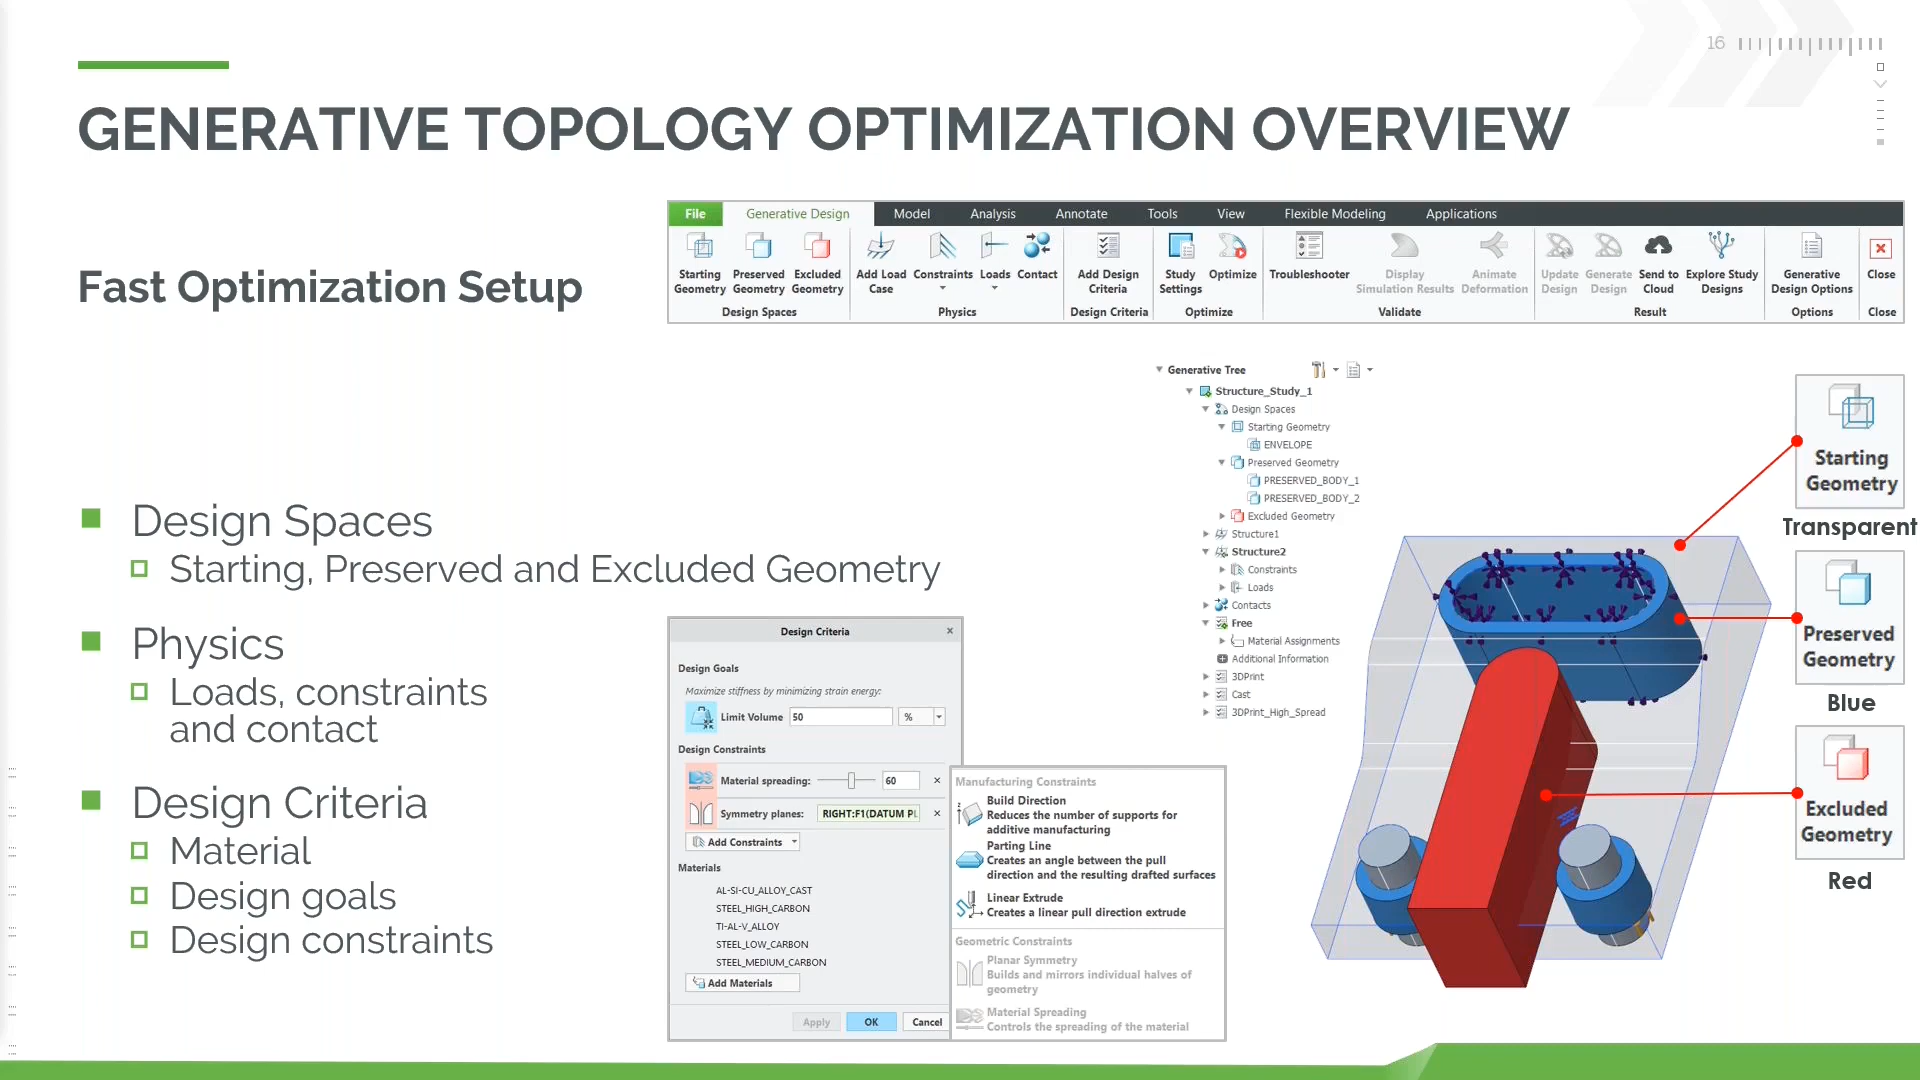 16
GENERATIVE TOPOLOGY OPTIMIZATION OVERVIEW
Fast Optimization Setup
File Generative Design Model Analysis Annotate Tools View Flexible Modeling Applications
Starting Geometry
Preserved Geometry
Excluded Geometry
Design Spaces
Add Load Case
Constraints
Loads
Contact
Physics
Add Design Criteria
Design Criteria
Study Settings
Optimize
Optimize
Troubleshooter
Display Simulation Results
Animate Deformation
Validate
Update Design
Generate Design
Send to Cloud
Explore Study Designs
Result
Generative Design Options
Options
Close
Close
Design Spaces
Starting, Preserved and Excluded Geometry
Physics
Loads, constraints
and contact
Design Criteria
Material
Design goals
Design constraints
Generative Tree
Structure_Study_1
Design Spaces
Starting Geometry
ENVELOPE
Preserved Geometry
PRESERVED_BODY_1
PRESERVED_BODY_2
Excluded Geometry
Structure1
Structure2
Constraints
Loads
Contacts
Free
Material Assignments
Additional Information
3DPrint
Cast
3DPrint_High_Spread
Design Criteria
Design Goals
Maximize stiffness by minimizing strain energy:
Limit Volume 50 %
Design Constraints
Material spreading: 60
Symmetry planes: RIGHT:F1(DATUM PL
Add Constraints
Materials
AL-SI-CU_ALLOY_CAST
STEEL_HIGH_CARBON
TI-AL-V_ALLOY
STEEL_LOW_CARBON
STEEL_MEDIUM_CARBON
Add Materials
Apply OK Cancel
Manufacturing Constraints
Build Direction
Reduces the number of supports for
additive manufacturing
Parting Line
Creates an angle between the pull
direction and the resulting drafted surfaces
Linear Extrude
Creates a linear pull direction extrude
Geometric Constraints
Planar Symmetry
Builds and mirrors individual halves of
geometry
Material Spreading
Controls the spreading of the material
Starting
Geometry
Transparent
Preserved
Geometry
Blue
Excluded
Geometry
Red